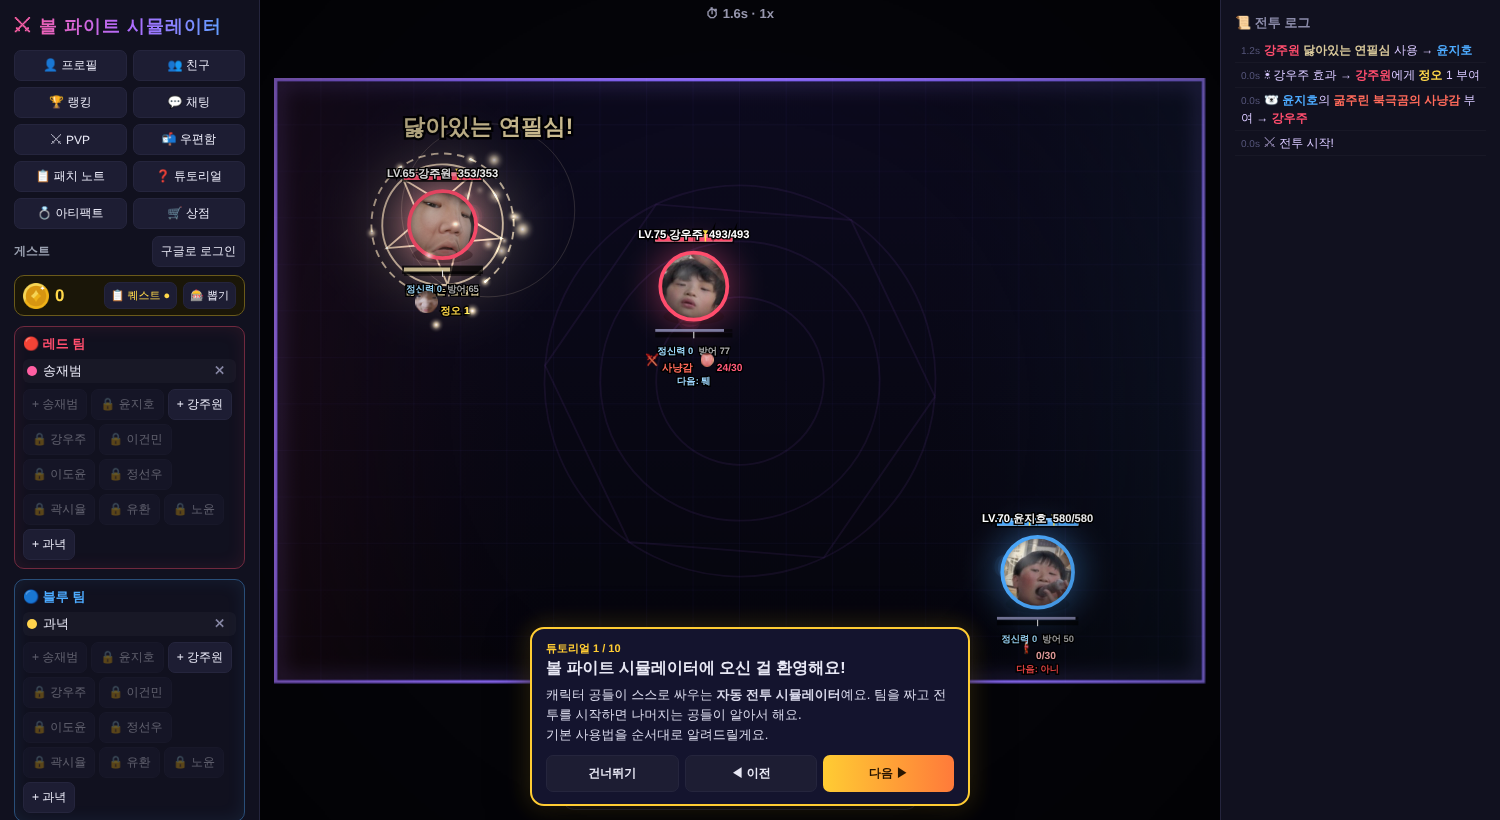 ⚔ 볼 파이트 시뮬레이터
👤 프로필
👥 친구
🏆 랭킹
💬 채팅
⚔ PVP
📬 우편함
📋 패치 노트
❓ 튜토리얼
💍 아티팩트
🛒 상점
게스트
구글로 로그인
0
📋 퀘스트 ●
🎰 뽑기
🔴 레드 팀
송재범 ✕
+ 송재범
🔒 윤지호
+ 강주원
🔒 강우주
🔒 이건민
🔒 이도윤
🔒 정선우
🔒 곽시율
🔒 유환
🔒 노윤
+ 과녁
🔵 블루 팀
과녁 ✕
+ 송재범
🔒 윤지호
+ 강주원
🔒 강우주
🔒 이건민
🔒 이도윤
🔒 정선우
🔒 곽시율
🔒 유환
🔒 노윤
+ 과녁
⏱ 1.6s · 1x
닳아있는 연필심!
LV.65 강주원 353/353
정신력 0 방어 65
정오 1
LV.75 강우주 493/493
정신력 0 방어 77
사냥감 24/30
다음: 퉤
LV.70 윤지호 580/580
정신력 0 방어 50
0/30
다음: 아니
튜토리얼 1 / 10
볼 파이트 시뮬레이터에 오신 걸 환영해요!
캐릭터 공들이 스스로 싸우는 자동 전투 시뮬레이터예요. 팀을 짜고 전
투를 시작하면 나머지는 공들이 알아서 해요.
기본 사용법을 순서대로 알려드릴게요.
건너뛰기
◀ 이전
다음 ▶
📜 전투 로그
1.2s 강주원 닳아있는 연필심 사용 → 윤지호
0.0s ☀ 강우주 효과 → 강주원에게 정오 1 부여
0.0s 🐻‍❄️ 윤지호의 굶주린 북극곰의 사냥감 부
여 → 강우주
0.0s ⚔ 전투 시작!